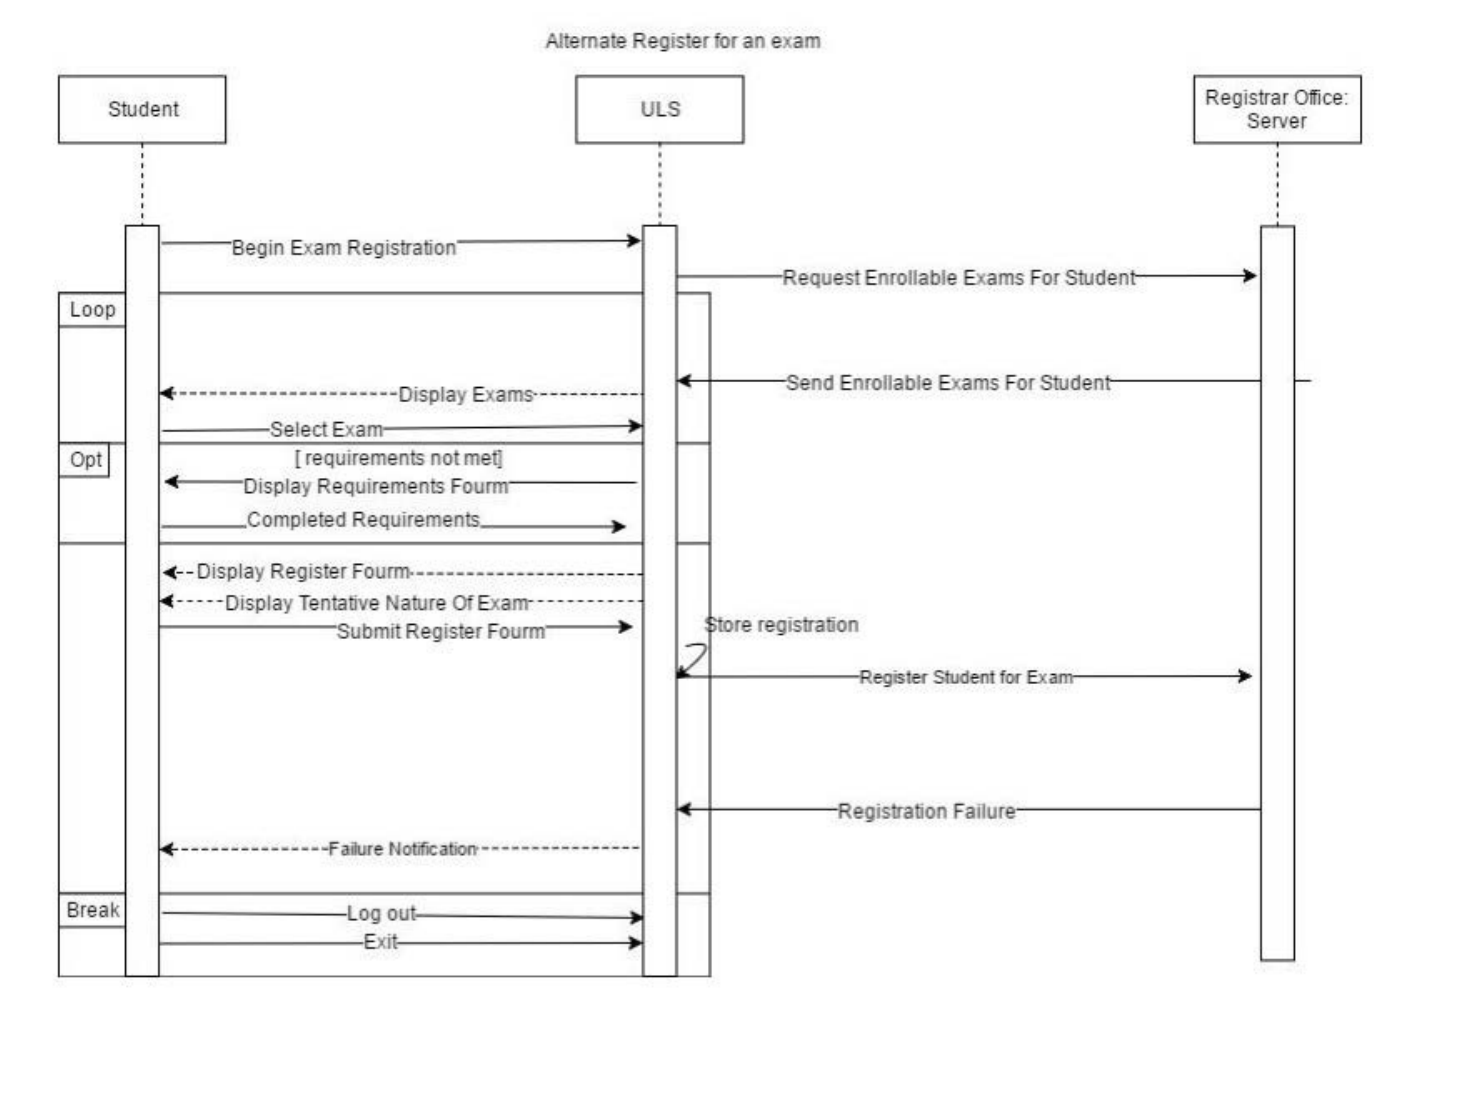 Alternate Register for an exam
Student
ULS
Registrar Office:
Server
Begin Exam Registration
Request Enrollable Exams For Student
Loop
Send Enrollable Exams For Student
Display Exams
Select Exam
Opt
[ requirements not met]
Display Requirements Fourm
Completed Requirements
Display Register Fourm
Display Tentative Nature Of Exam
Submit Register Fourm
Store registration
Register Student for Exam
Registration Failure
Failure Notification
Break
Log out
Exit